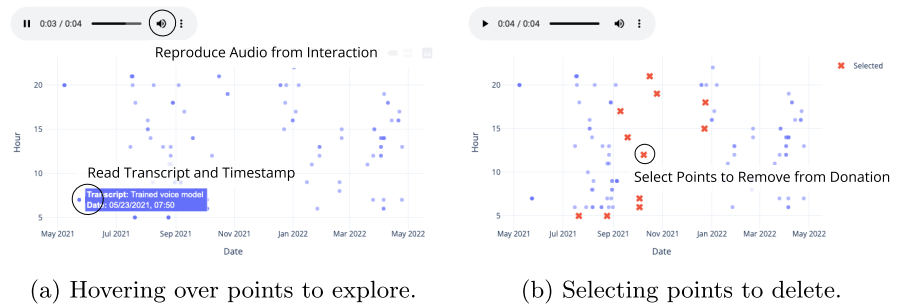 0:03 / 0:04
Reproduce Audio from Interaction
Hour
20
15
10
5
Read Transcript and Timestamp
Transcript: Trained voice model
Date: 05/23/2021, 07:50
May 2021 Jul 2021 Sep 2021 Nov 2021 Jan 2022 Mar 2022 May 2022
Date
(a) Hovering over points to explore.
0:04 / 0:04
Selected
Hour
20
15
10
5
Select Points to Remove from Donation
May 2021 Jul 2021 Sep 2021 Nov 2021 Jan 2022 Mar 2022 May 2022
Date
(b) Selecting points to delete.